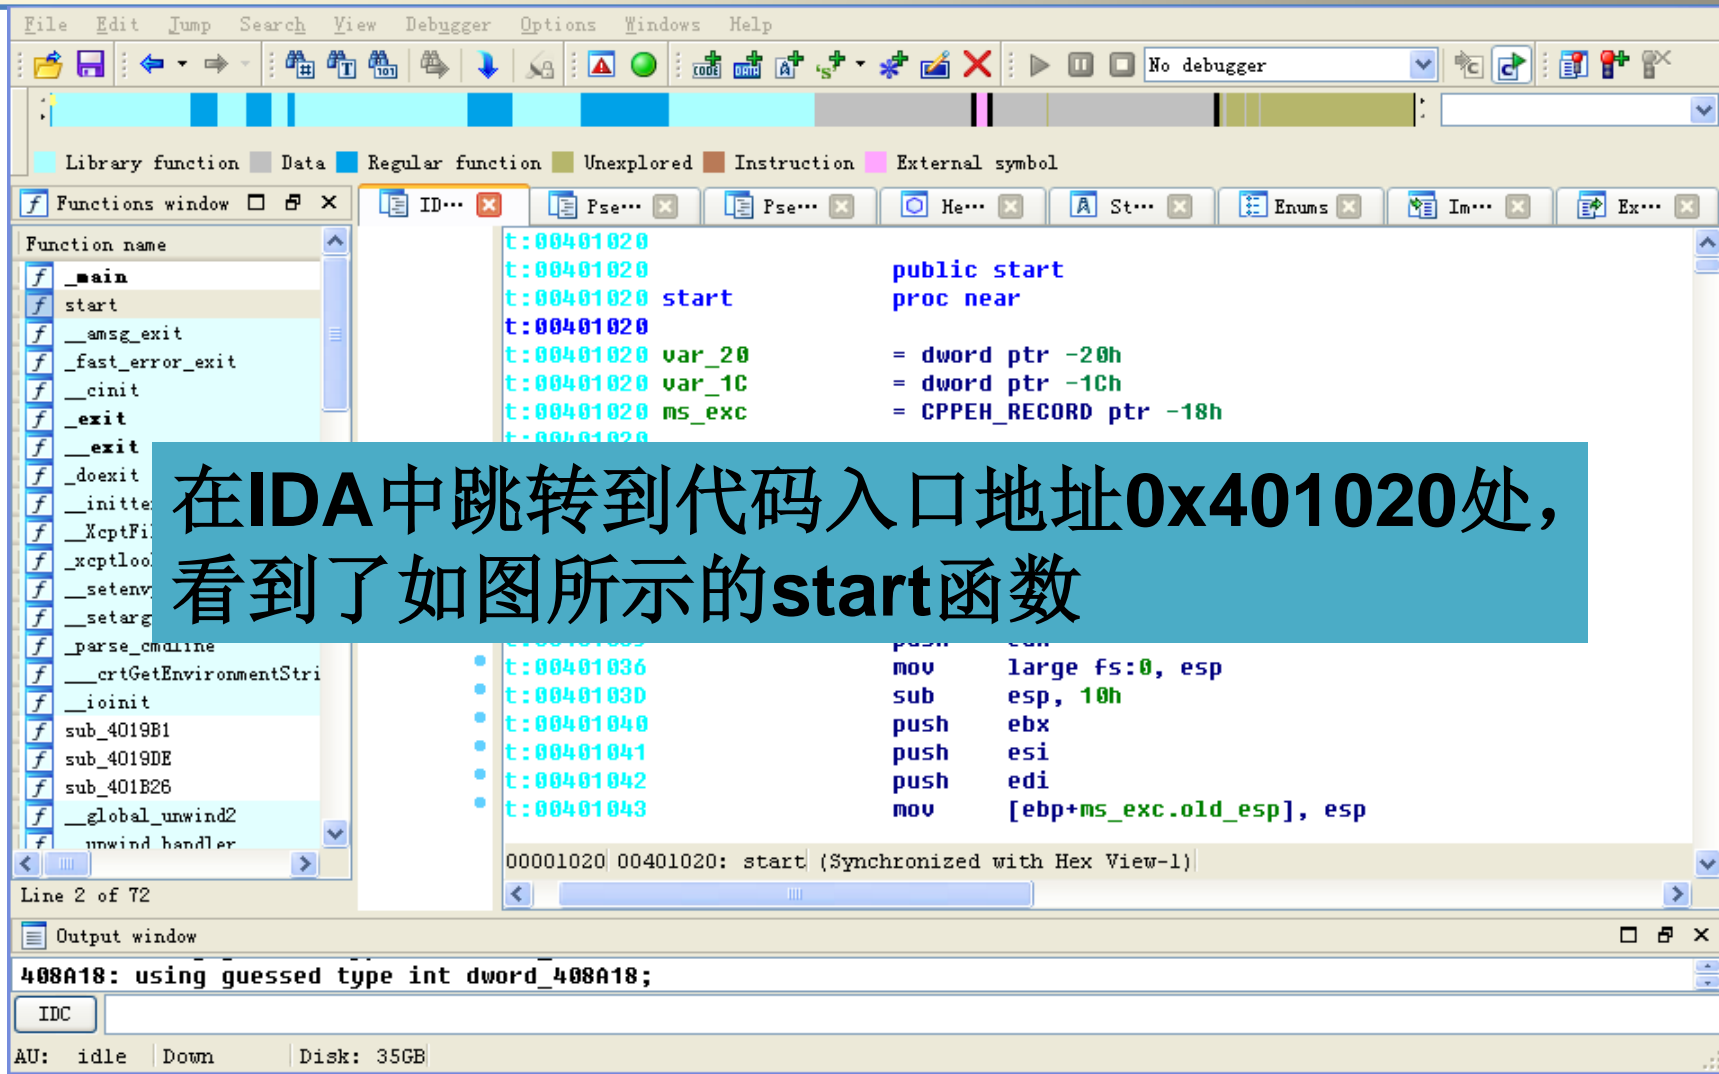 File Edit Jump Search View Debugger Options Windows Help
No debugger
Library function Data Regular function Unexplored Instruction External symbol
Functions window
ID··· Pse··· Pse··· He··· St··· Enums Im··· Ex···
Function name
_main
start
__amsg_exit
_fast_error_exit
__cinit
_exit
__exit
_doexit
__initte
__XcptFi
_xcptloo
__setenv
__setarg
_parse_cmdline
___crtGetEnvironmentStri
__ioinit
sub_4019B1
sub_4019DE
sub_401B26
__global_unwind2
__unwind_handler
Line 2 of 72
t:00401020
t:00401020 public start
t:00401020 start proc near
t:00401020
t:00401020 var_20 = dword ptr -20h
t:00401020 var_1C = dword ptr -1Ch
t:00401020 ms_exc = CPPEH_RECORD ptr -18h
t:00401020
在IDA中跳转到代码入口地址0x401020处，
看到了如图所示的start函数
push
t:00401036 mov large fs:0, esp
t:0040103D sub esp, 10h
t:00401040 push ebx
t:00401041 push esi
t:00401042 push edi
t:00401043 mov [ebp+ms_exc.old_esp], esp
00001020 00401020: start (Synchronized with Hex View-1)
Output window
408A18: using guessed type int dword_408A18;
IDC
AU: idle Down Disk: 35GB